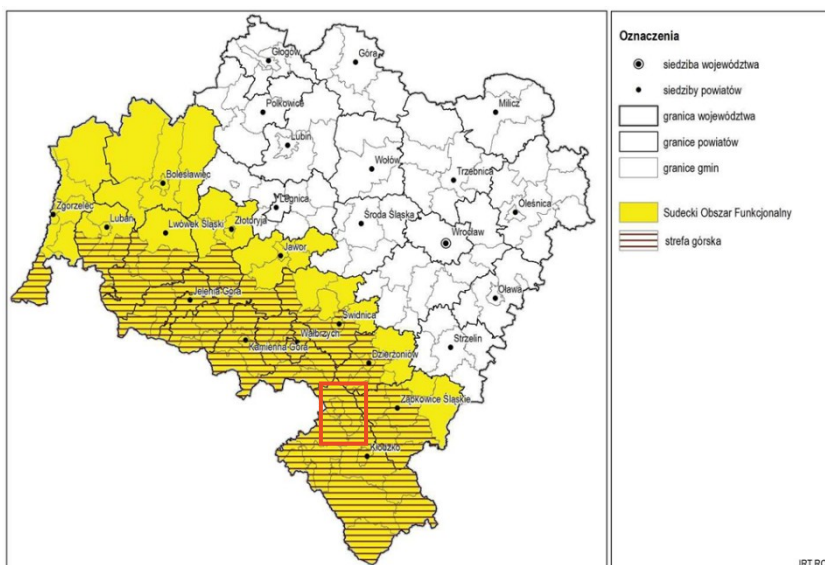 Głogów
Góra
Polkowice
Milicz
Lubin
Wołów
Trzebnica
Bolesławiec
Legnica
Oleśnica
Zgorzelec
Lubań
Lwówek Śląski
Złotoryja
Środa Śląska
Wrocław
Jawor
Jelenia Góra
Oława
Świdnica
Kamienna Góra
Wałbrzych
Strzelin
Dzierżoniów
Ząbkowice Śląskie
Kłodzko
Oznaczenia
siedziba województwa
siedziby powiatów
granica województwa
granice powiatów
granice gmin
Sudecki Obszar Funkcjonalny
strefa górska